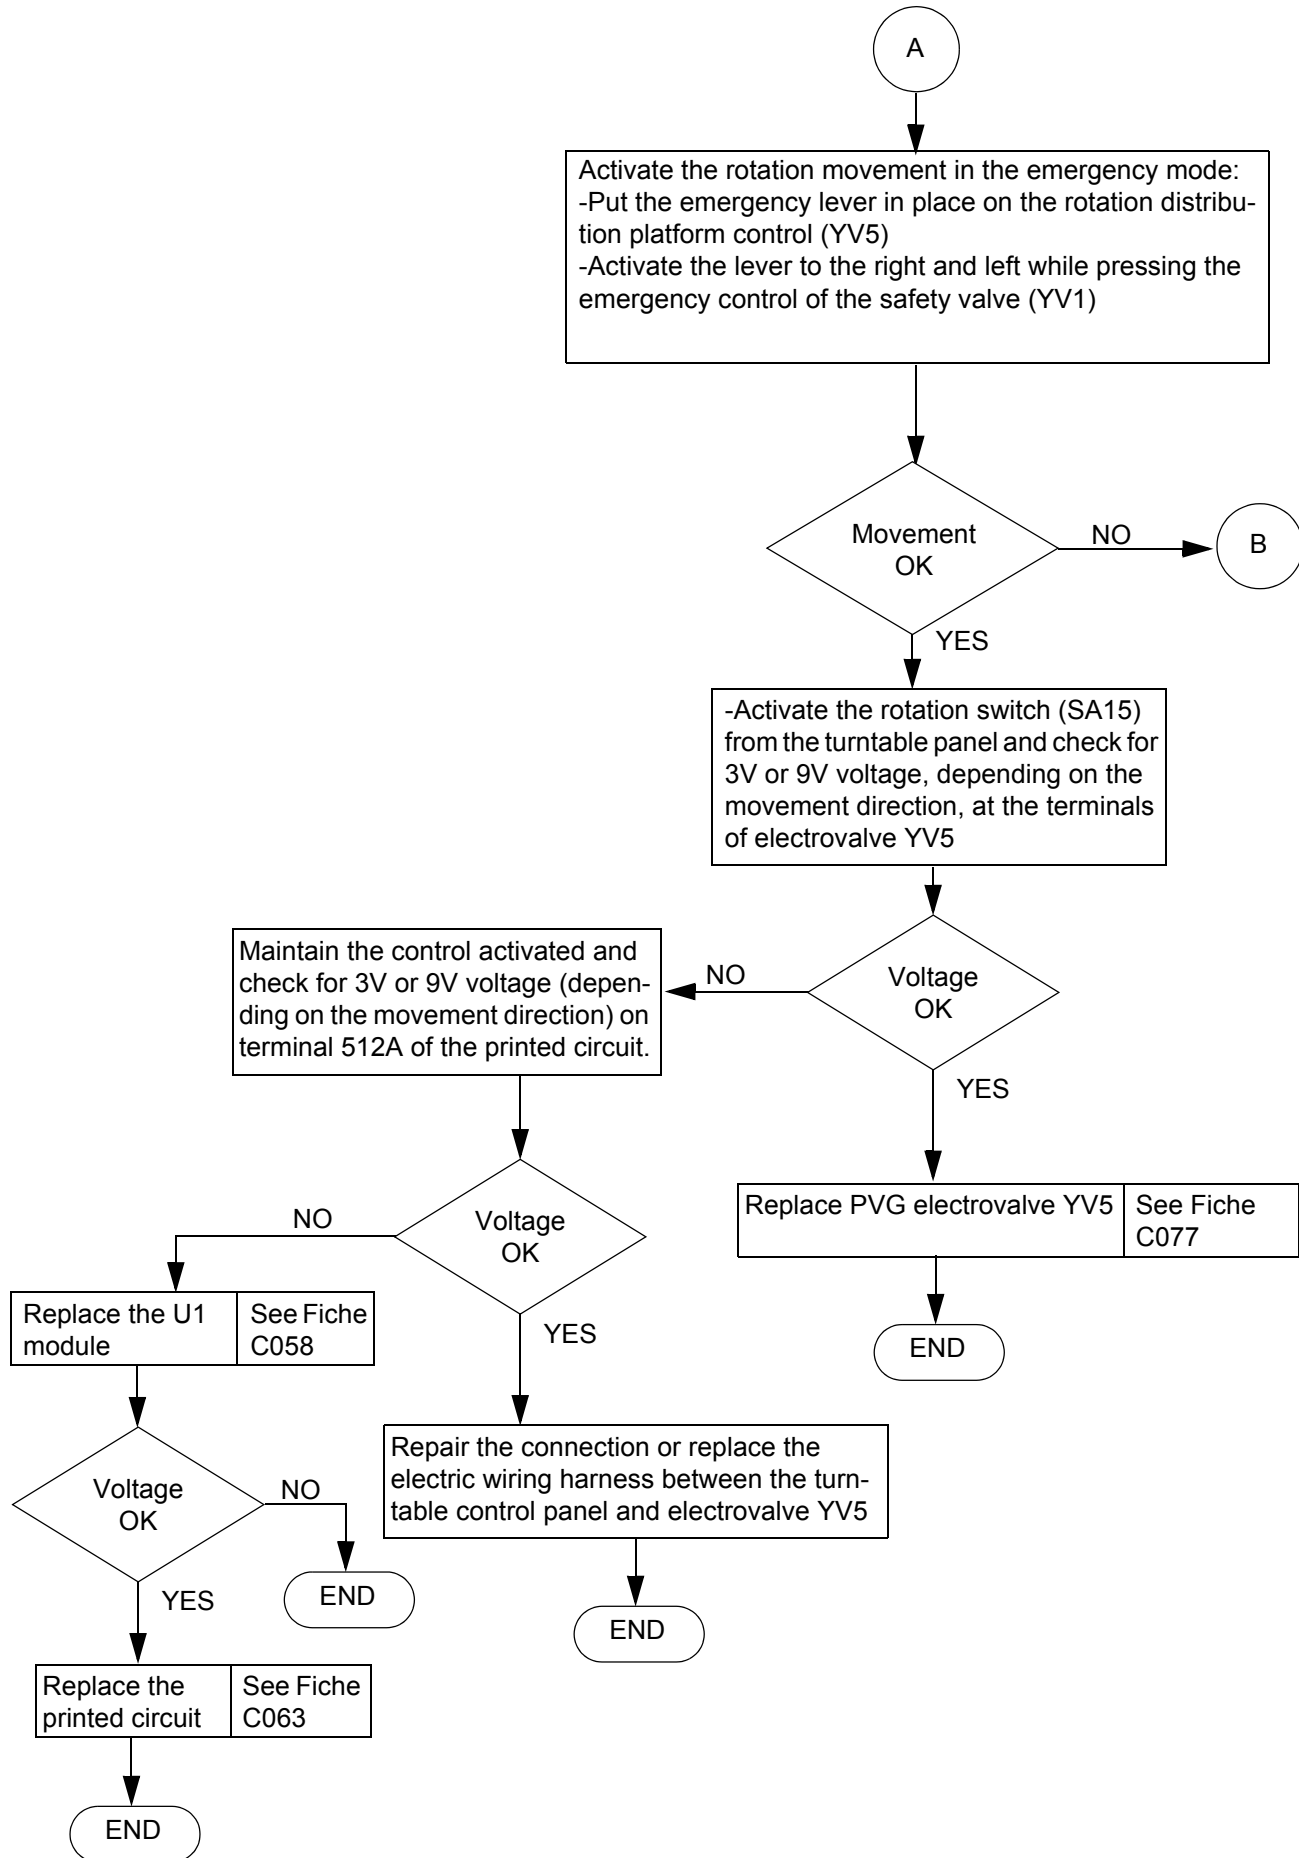 A
Activate the rotation movement in the emergency mode:
-Put the emergency lever in place on the rotation distribu-
tion platform control (YV5)
-Activate the lever to the right and left while pressing the
emergency control of the safety valve (YV1)
Movement
OK
NO
B
YES
-Activate the rotation switch (SA15)
from the turntable panel and check for
3V or 9V voltage, depending on the
movement direction, at the terminals
of electrovalve YV5
Voltage
OK
NO
Maintain the control activated and
check for 3V or 9V voltage (depen-
ding on the movement direction) on
terminal 512A of the printed circuit.
YES
Replace PVG electrovalve YV5
See Fiche
C077
END
Voltage
OK
NO
Replace the U1
module
See Fiche
C058
YES
Repair the connection or replace the
electric wiring harness between the turn-
table control panel and electrovalve YV5
END
Voltage
OK
NO
END
YES
Replace the
printed circuit
See Fiche
C063
END